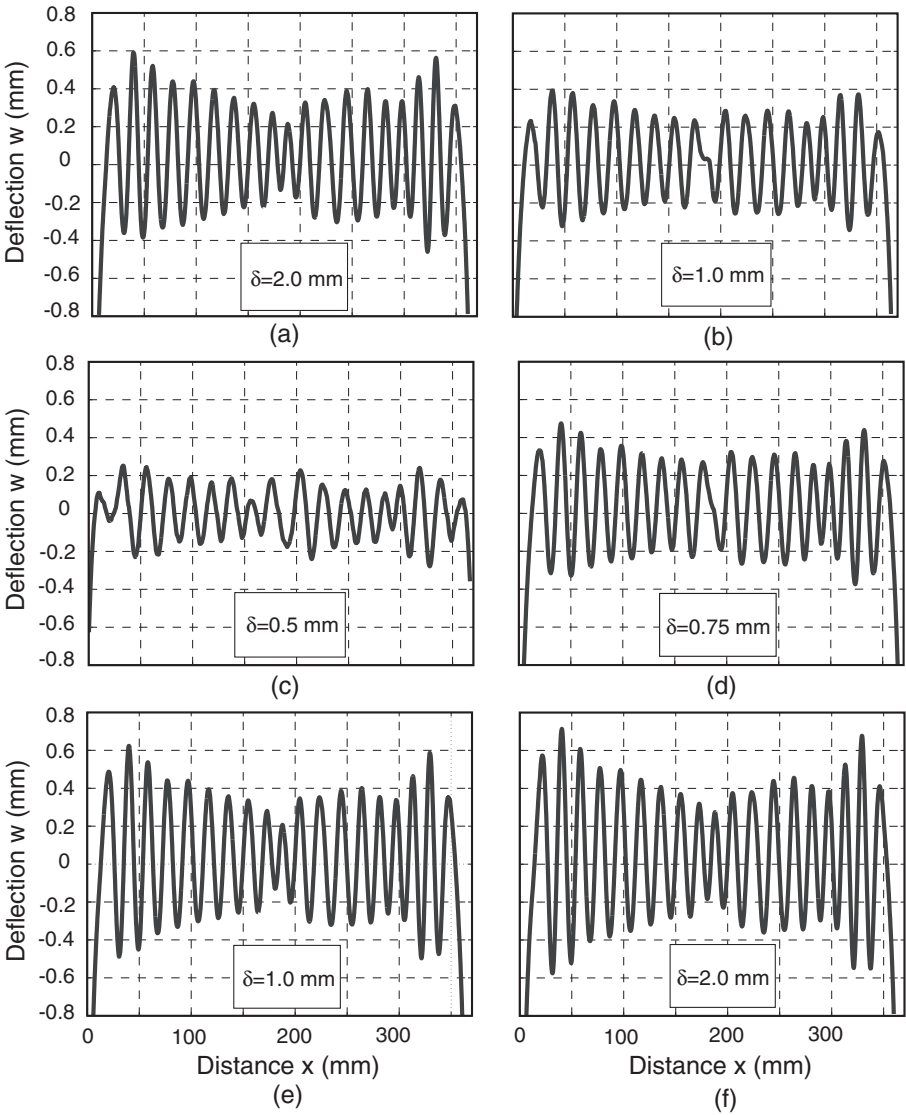 0.8
0.6
0.4
0.2
0
-0.2
-0.4
-0.6
-0.8
Deflection w (mm)
δ=2.0 mm
(a)
δ=1.0 mm
(b)
0.8
0.6
0.4
0.2
0
-0.2
-0.4
-0.6
-0.8
Deflection w (mm)
δ=0.5 mm
(c)
δ=0.75 mm
(d)
0.8
0.6
0.4
0.2
0
-0.2
-0.4
-0.6
-0.8
Deflection w (mm)
δ=1.0 mm
0 100 200 300
Distance x (mm)
(e)
δ=2.0 mm
0 100 200 300
Distance x (mm)
(f)